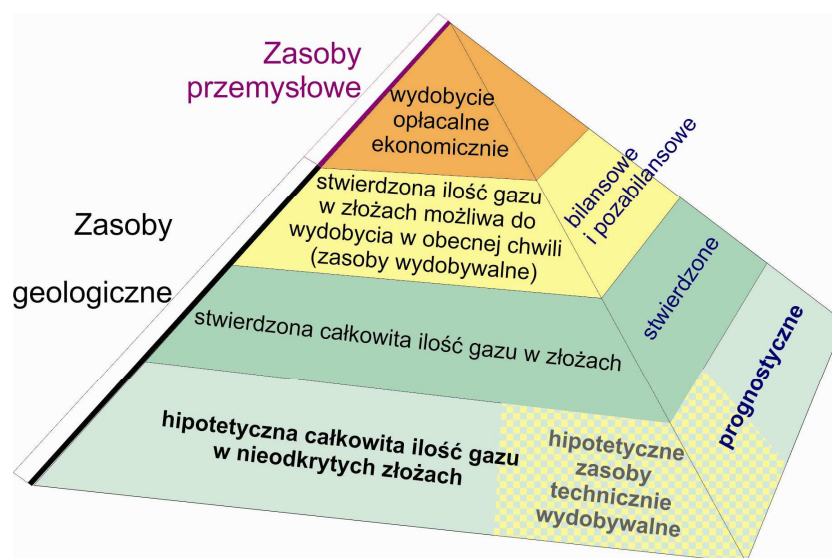 Zasoby
przemysłowe
wydobycie
opłacalne
ekonomicznie
bilansowe
i pozabilansowe
Zasoby
geologiczne
stwierdzona ilość gazu
w złożach możliwa do
wydobycia w obecnej chwili
(zasoby wydobywalne)
stwierdzone
stwierdzona całkowita ilość gazu w złożach
prognostyczne
hipotetyczna całkowita ilość gazu
w nieodkrytych złożach
hipotetyczne
zasoby
technicznie
wydobywalne